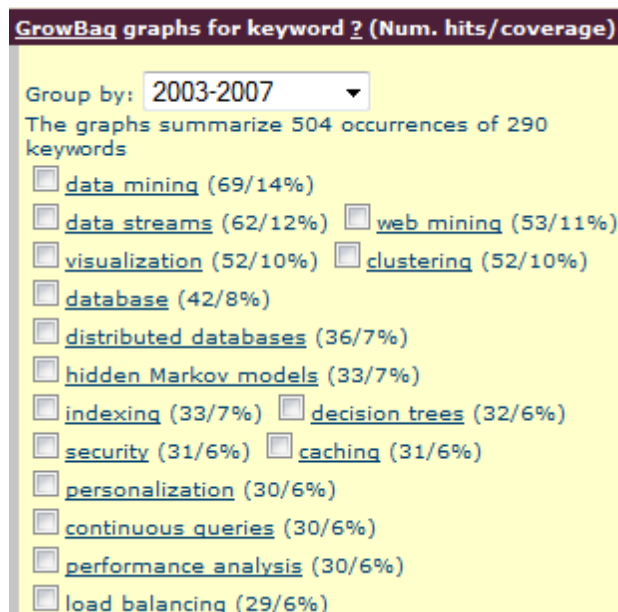 GrowBag graphs for keyword ? (Num. hits/coverage)
Group by: 2003-2007
The graphs summarize 504 occurrences of 290
keywords
data mining (69/14%)
data streams (62/12%) web mining (53/11%)
visualization (52/10%) clustering (52/10%)
database (42/8%)
distributed databases (36/7%)
hidden Markov models (33/7%)
indexing (33/7%) decision trees (32/6%)
security (31/6%) caching (31/6%)
personalization (30/6%)
continuous queries (30/6%)
performance analysis (30/6%)
load balancing (29/6%)